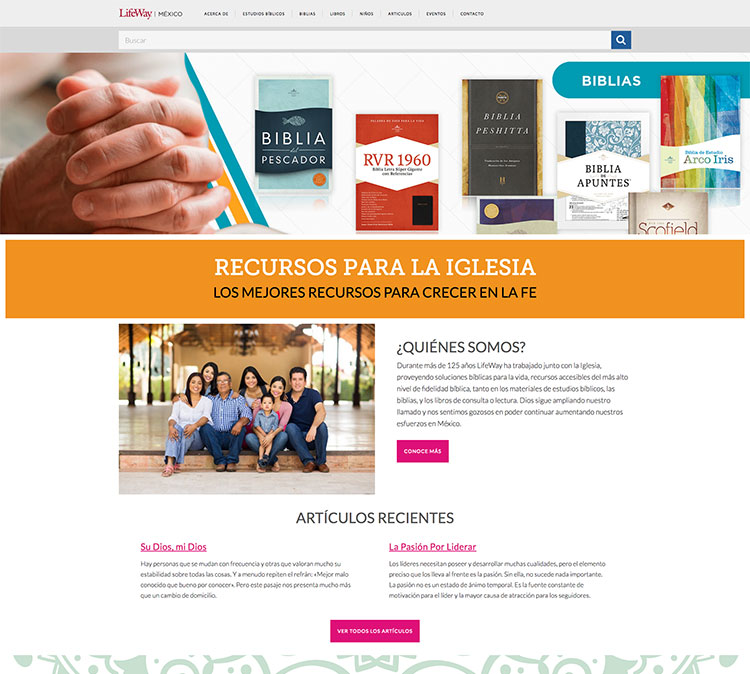 LifeWay | MÉXICO
ACERCA DE
ESTUDIOS BÍBLICOS
BIBLIAS
LIBROS
NIÑOS
ARTICULOS
EVENTOS
CONTACTO
Buscar
BIBLIAS
BIBLIA
del
PESCADOR
RVR 1960
Biblia Letra Súper Gigante
con Referencias
BIBLIA
PESHITTA
BIBLIA
DE
APUNTES
Biblia de Estudio
Arco Iris
Scofield
RECURSOS PARA LA IGLESIA
LOS MEJORES RECURSOS PARA CRECER EN LA FE
¿QUIÉNES SOMOS?
Durante más de 125 años LifeWay ha trabajado junto con la Iglesia,
proveyendo soluciones bíblicas para la vida, recursos accesibles del más alto
nivel de fidelidad bíblica, tanto en los materiales de estudios bíblicos, las
biblias, y los libros de consulta o lectura. Dios sigue ampliando nuestro
llamado y nos sentimos gozosos en poder continuar aumentando nuestros
esfuerzos en México.
CONOCE MÁS
ARTÍCULOS RECIENTES
Su Dios, mi Dios
Hay personas que se mudan con frecuencia y otras que valoran mucho su
estabilidad sobre todas las cosas. Y a menudo repiten el refrán: «Mejor malo
conocido que bueno por conocer». Pero este pasaje nos presenta mucho más
que un cambio de domicilio.
La Pasión Por Liderar
Los líderes necesitan poseer y desarrollar muchas cualidades, pero el elemento
preciso que los lleva al frente es la pasión. Sin ella, no sucede nada importante.
La pasión no es un estado de ánimo temporal. Es la fuente constante de
motivación para el líder y la mayor causa de atracción para los seguidores.
VER TODOS LOS ARTÍCULOS